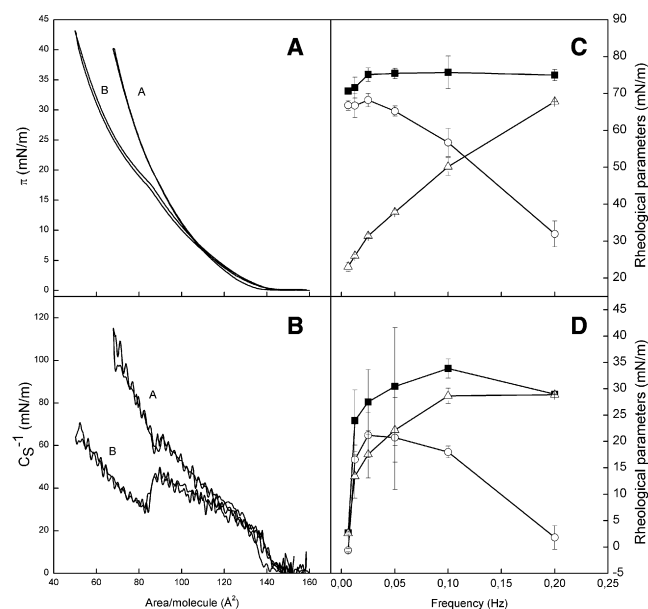 A
B
A
π (mN/m)
45
40
35
30
25
20
15
10
5
0
C
Rheological parameters (mN/m)
90
80
70
60
50
40
30
20
B
A
B
C_S^-1 (mN/m)
120
100
80
60
40
20
0
40 60 80 100 120 140 160
Area/molecule (Å²)
D
Rheological parameters (mN/m)
45
40
35
30
25
20
15
10
5
0
-5
0,00 0,05 0,10 0,15 0,20 0,25
Frequency (Hz)